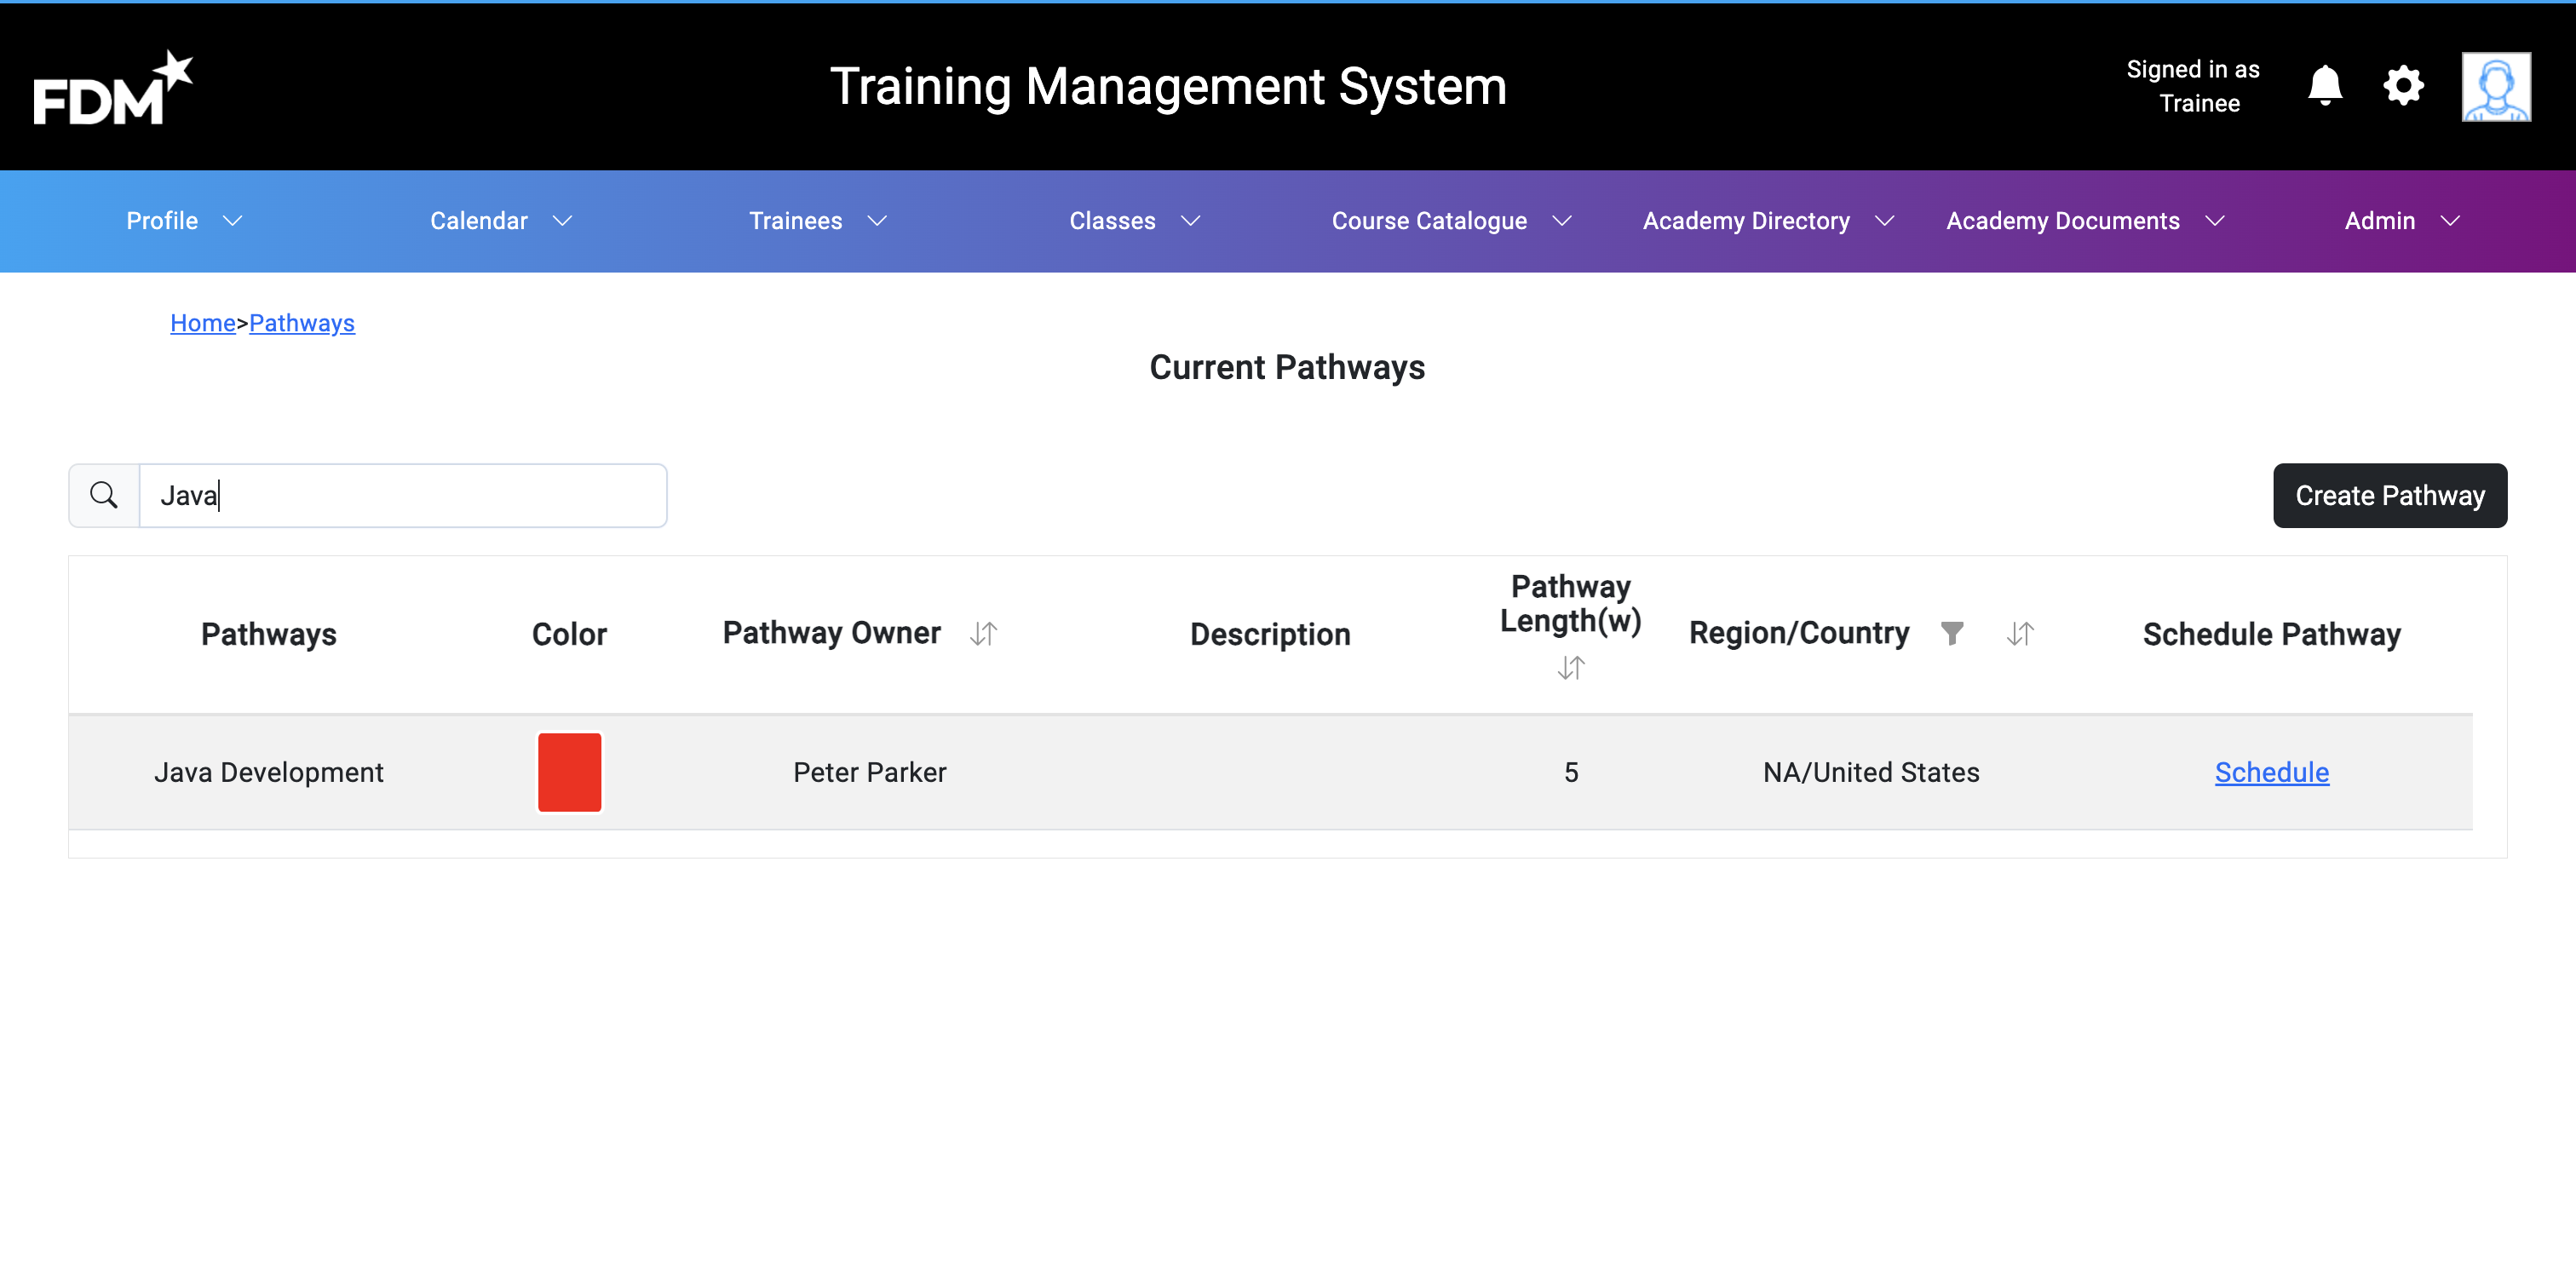 FDM
Training Management System
Signed in as
Trainee
Profile
Calendar
Trainees
Classes
Course Catalogue
Academy Directory
Academy Documents
Admin
Home>Pathways
Current Pathways
Java
Create Pathway
Pathways
Color
Pathway Owner
Description
Pathway
Length(w)
Region/Country
Schedule Pathway
Java Development
Peter Parker
5
NA/United States
Schedule